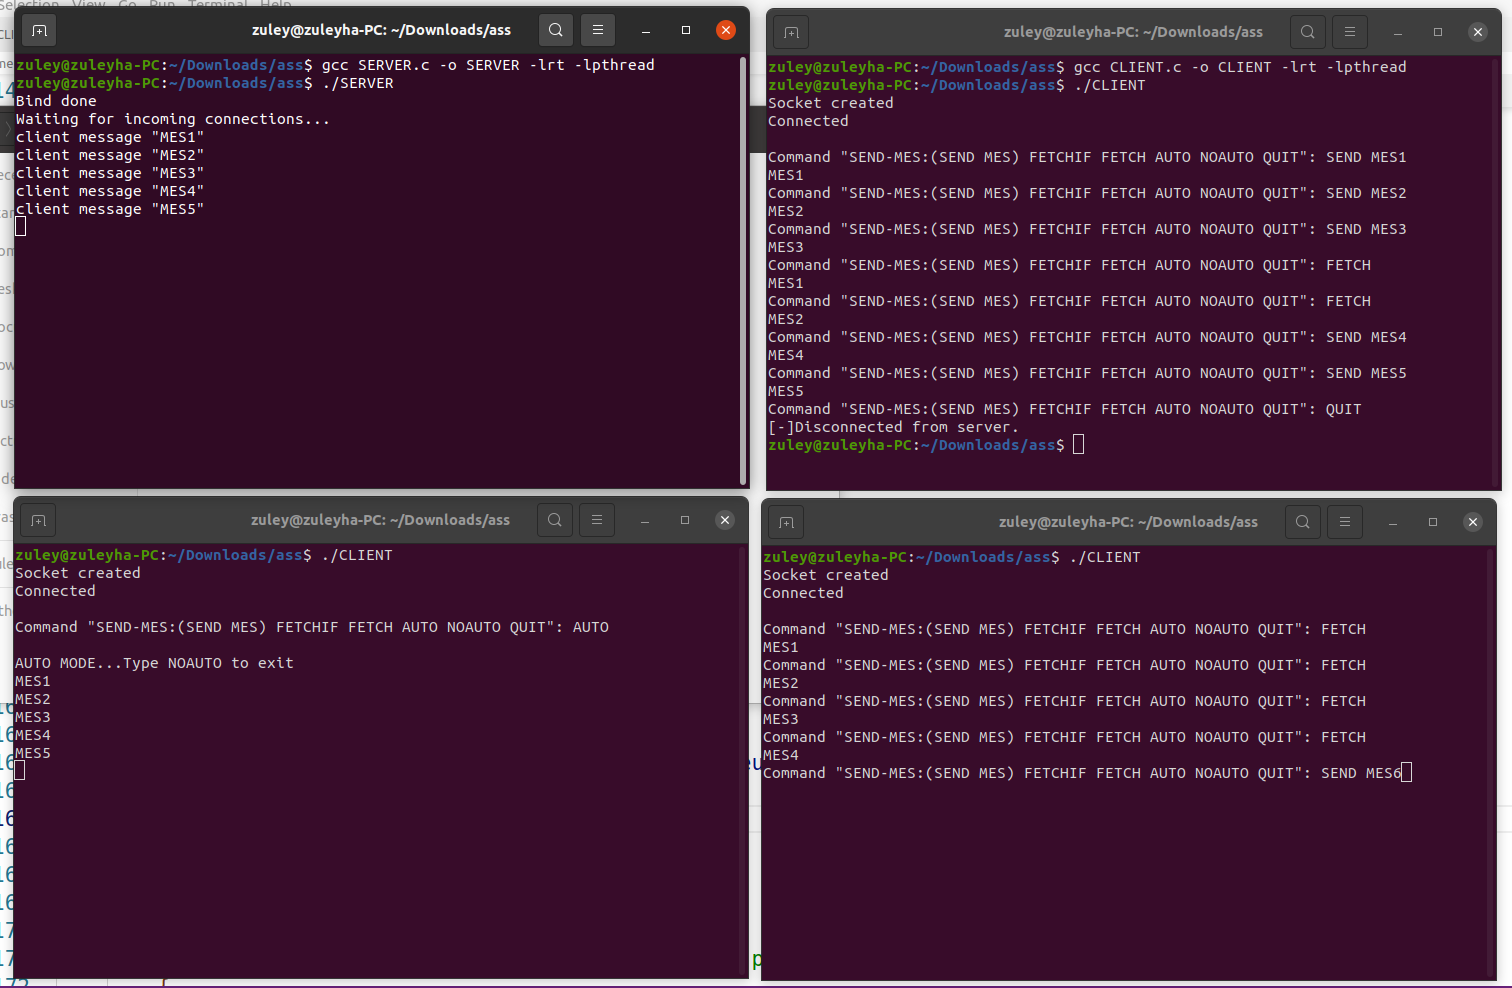 Selection View Go Run Terminal Help
zuley@zuleyha-PC: ~/Downloads/ass
zuley@zuleyha-PC:~/Downloads/ass$ gcc SERVER.c -o SERVER -lrt -lpthread
zuley@zuleyha-PC:~/Downloads/ass$ ./SERVER
Bind done
Waiting for incoming connections...
client message "MES1"
client message "MES2"
client message "MES3"
client message "MES4"
client message "MES5"
zuley@zuleyha-PC: ~/Downloads/ass
zuley@zuleyha-PC:~/Downloads/ass$ gcc CLIENT.c -o CLIENT -lrt -lpthread
zuley@zuleyha-PC:~/Downloads/ass$ ./CLIENT
Socket created
Connected
Command "SEND-MES:(SEND MES) FETCHIF FETCH AUTO NOAUTO QUIT": SEND MES1
MES1
Command "SEND-MES:(SEND MES) FETCHIF FETCH AUTO NOAUTO QUIT": SEND MES2
MES2
Command "SEND-MES:(SEND MES) FETCHIF FETCH AUTO NOAUTO QUIT": SEND MES3
MES3
Command "SEND-MES:(SEND MES) FETCHIF FETCH AUTO NOAUTO QUIT": FETCH
MES1
Command "SEND-MES:(SEND MES) FETCHIF FETCH AUTO NOAUTO QUIT": FETCH
MES2
Command "SEND-MES:(SEND MES) FETCHIF FETCH AUTO NOAUTO QUIT": SEND MES4
MES4
Command "SEND-MES:(SEND MES) FETCHIF FETCH AUTO NOAUTO QUIT": SEND MES5
MES5
Command "SEND-MES:(SEND MES) FETCHIF FETCH AUTO NOAUTO QUIT": QUIT
[-]Disconnected from server.
zuley@zuleyha-PC:~/Downloads/ass$
zuley@zuleyha-PC: ~/Downloads/ass
zuley@zuleyha-PC:~/Downloads/ass$ ./CLIENT
Socket created
Connected
Command "SEND-MES:(SEND MES) FETCHIF FETCH AUTO NOAUTO QUIT": AUTO
AUTO MODE...Type NOAUTO to exit
MES1
MES2
MES3
MES4
MES5
zuley@zuleyha-PC: ~/Downloads/ass
zuley@zuleyha-PC:~/Downloads/ass$ ./CLIENT
Socket created
Connected
Command "SEND-MES:(SEND MES) FETCHIF FETCH AUTO NOAUTO QUIT": FETCH
MES1
Command "SEND-MES:(SEND MES) FETCHIF FETCH AUTO NOAUTO QUIT": FETCH
MES2
Command "SEND-MES:(SEND MES) FETCHIF FETCH AUTO NOAUTO QUIT": FETCH
MES3
Command "SEND-MES:(SEND MES) FETCHIF FETCH AUTO NOAUTO QUIT": FETCH
MES4
Command "SEND-MES:(SEND MES) FETCHIF FETCH AUTO NOAUTO QUIT": SEND MES6